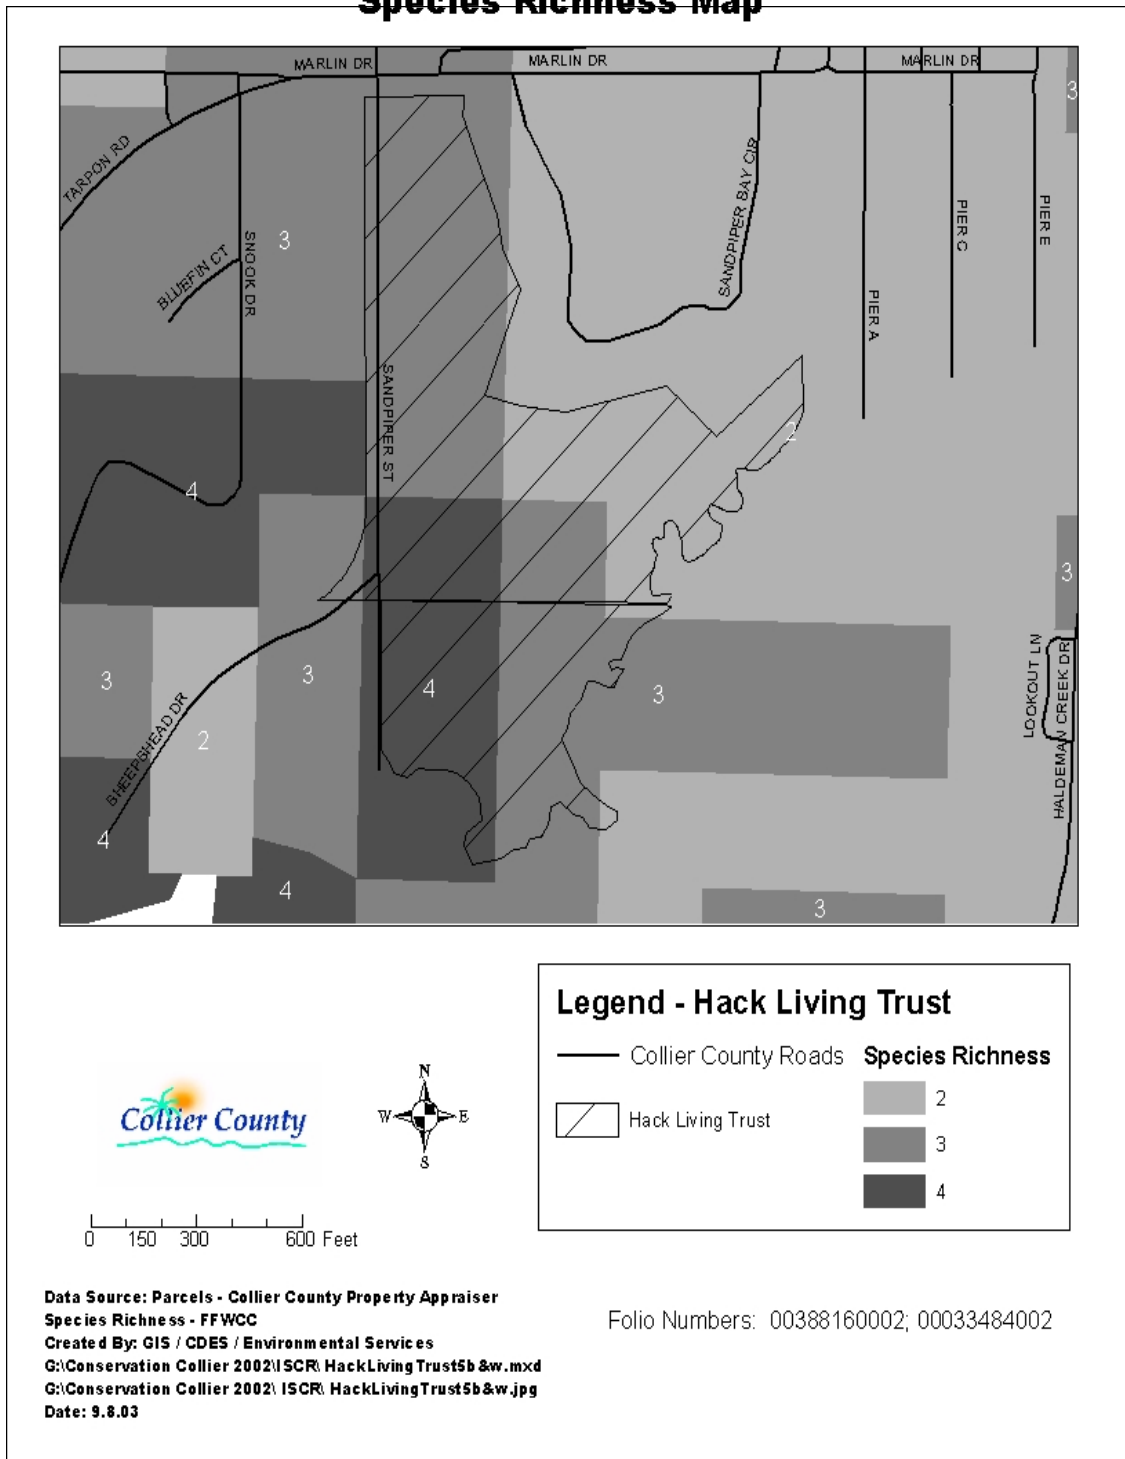 Species Richness Map
MARLIN DR
MARLIN DR
MARLIN DR
3
TARPON RD
3
SNOOK DR
BLUEFIN CT
SANDPIPER BAY CIR
PIER C
PIER E
PIER A
SANDPIPER ST
2
4
3
3
3
4
3
LOOKOUT LN
HALDEMAN CREEK DR
2
SHEEPSHEAD DR
4
4
3
Legend - Hack Living Trust
Collier County Roads
Species Richness
2
Hack Living Trust
3
4
Collier County
N
W E
S
0 150 300 600 Feet
Data Source: Parcels - Collier County Property Appraiser
Species Richness - FFWCC
Created By: GIS / CDES / Environmental Services
G:\Conservation Collier 2002\ISCR\ HackLivingTrust5b&w.mxd
G:\Conservation Collier 2002\ ISCR\ HackLivingTrust5b&w.jpg
Date: 9.8.03
Folio Numbers: 00388160002; 00033484002